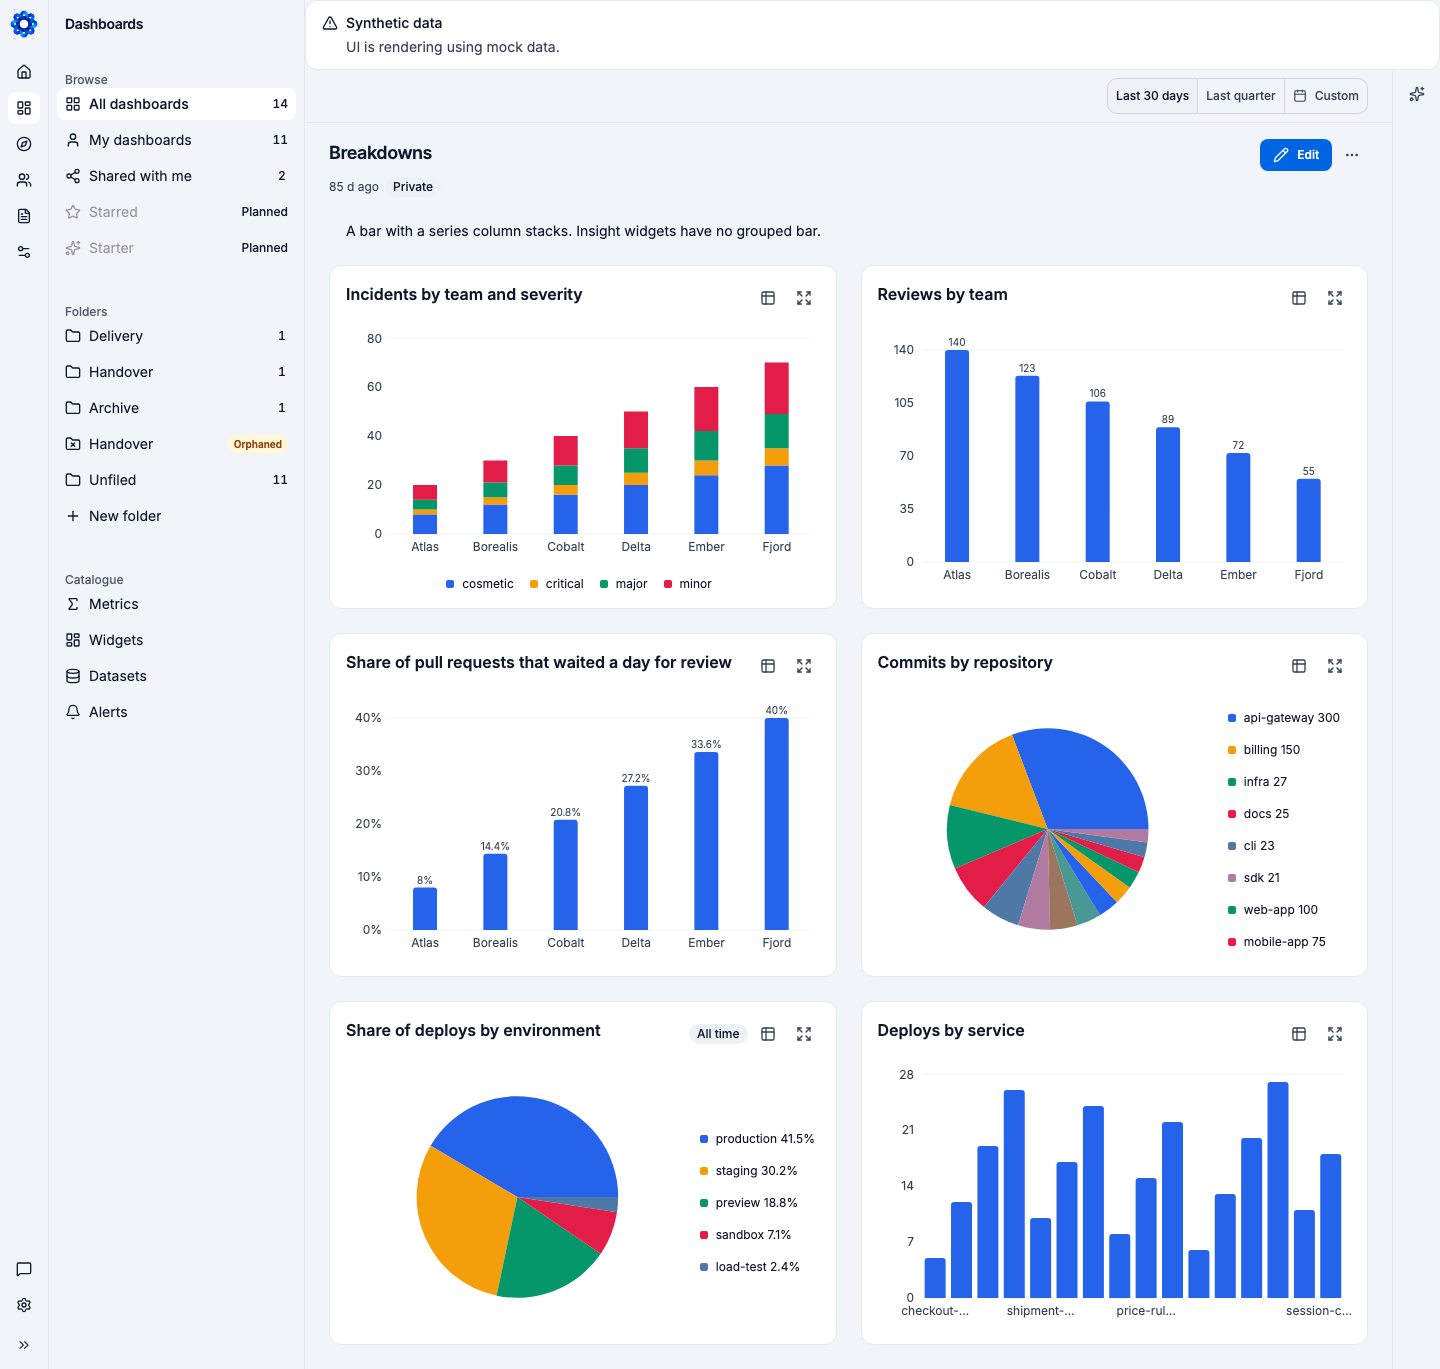 Dashboards
Browse
All dashboards 14
My dashboards 11
Shared with me 2
Starred Planned
Starter Planned
Folders
Delivery 1
Handover 1
Archive 1
Handover Orphaned
Unfiled 11
New folder
Catalogue
Metrics
Widgets
Datasets
Alerts
Synthetic data
UI is rendering using mock data.
Last 30 days Last quarter Custom
Breakdowns
Edit
85 d ago Private
A bar with a series column stacks. Insight widgets have no grouped bar.
Incidents by team and severity
80
60
40
20
0
Atlas Borealis Cobalt Delta Ember Fjord
cosmetic critical major minor
Reviews by team
140
105
70
35
0
140 123 106 89 72 55
Atlas Borealis Cobalt Delta Ember Fjord
Share of pull requests that waited a day for review
40%
30%
20%
10%
0%
8% 14.4% 20.8% 27.2% 33.6% 40%
Atlas Borealis Cobalt Delta Ember Fjord
Commits by repository
api-gateway 300
billing 150
infra 27
docs 25
cli 23
sdk 21
web-app 100
mobile-app 75
Share of deploys by environment
All time
production 41.5%
staging 30.2%
preview 18.8%
sandbox 7.1%
load-test 2.4%
Deploys by service
28
21
14
7
0
checkout-... shipment-... price-rul... session-c...